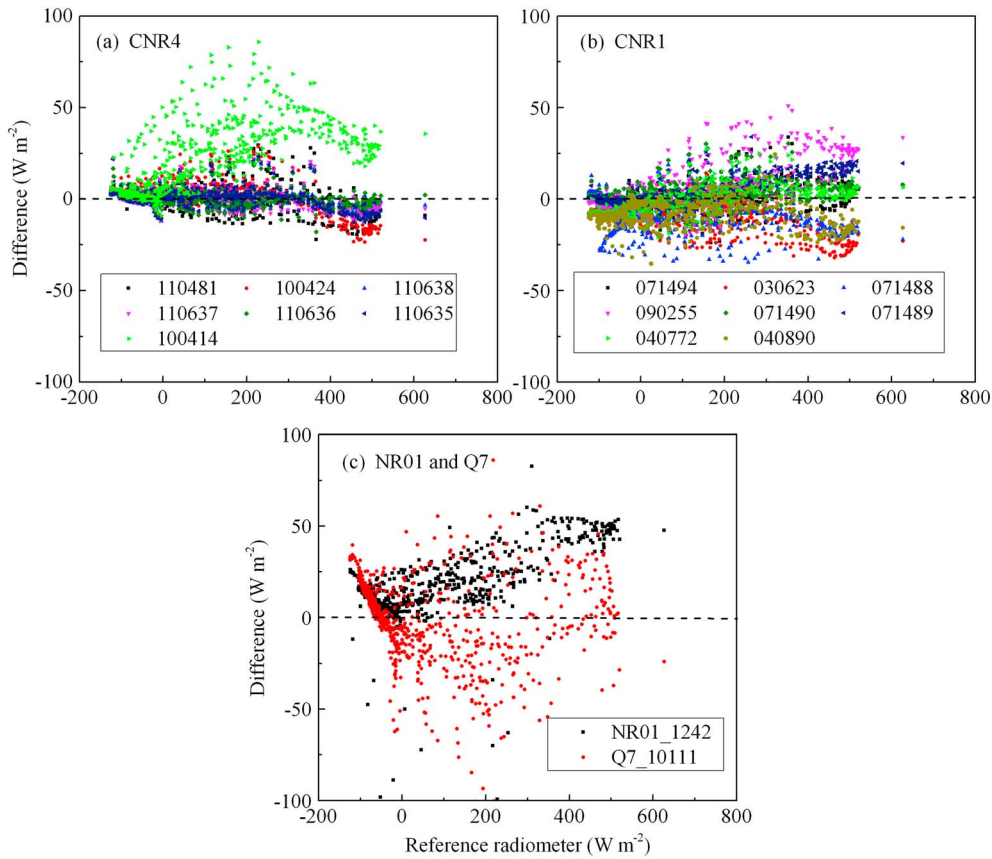 (a) CNR4
100
50
0
-50
-100
Difference (W m-2)
110481 100424 110638
110637 110636 110635
100414
-200 0 200 400 600 800
(b) CNR1
100
50
0
-50
-100
071494 030623 071488
090255 071490 071489
040772 040890
-200 0 200 400 600 800
(c) NR01 and Q7
100
50
0
-50
-100
Difference (W m-2)
NR01_1242
Q7_10111
-200 0 200 400 600 800
Reference radiometer (W m-2)